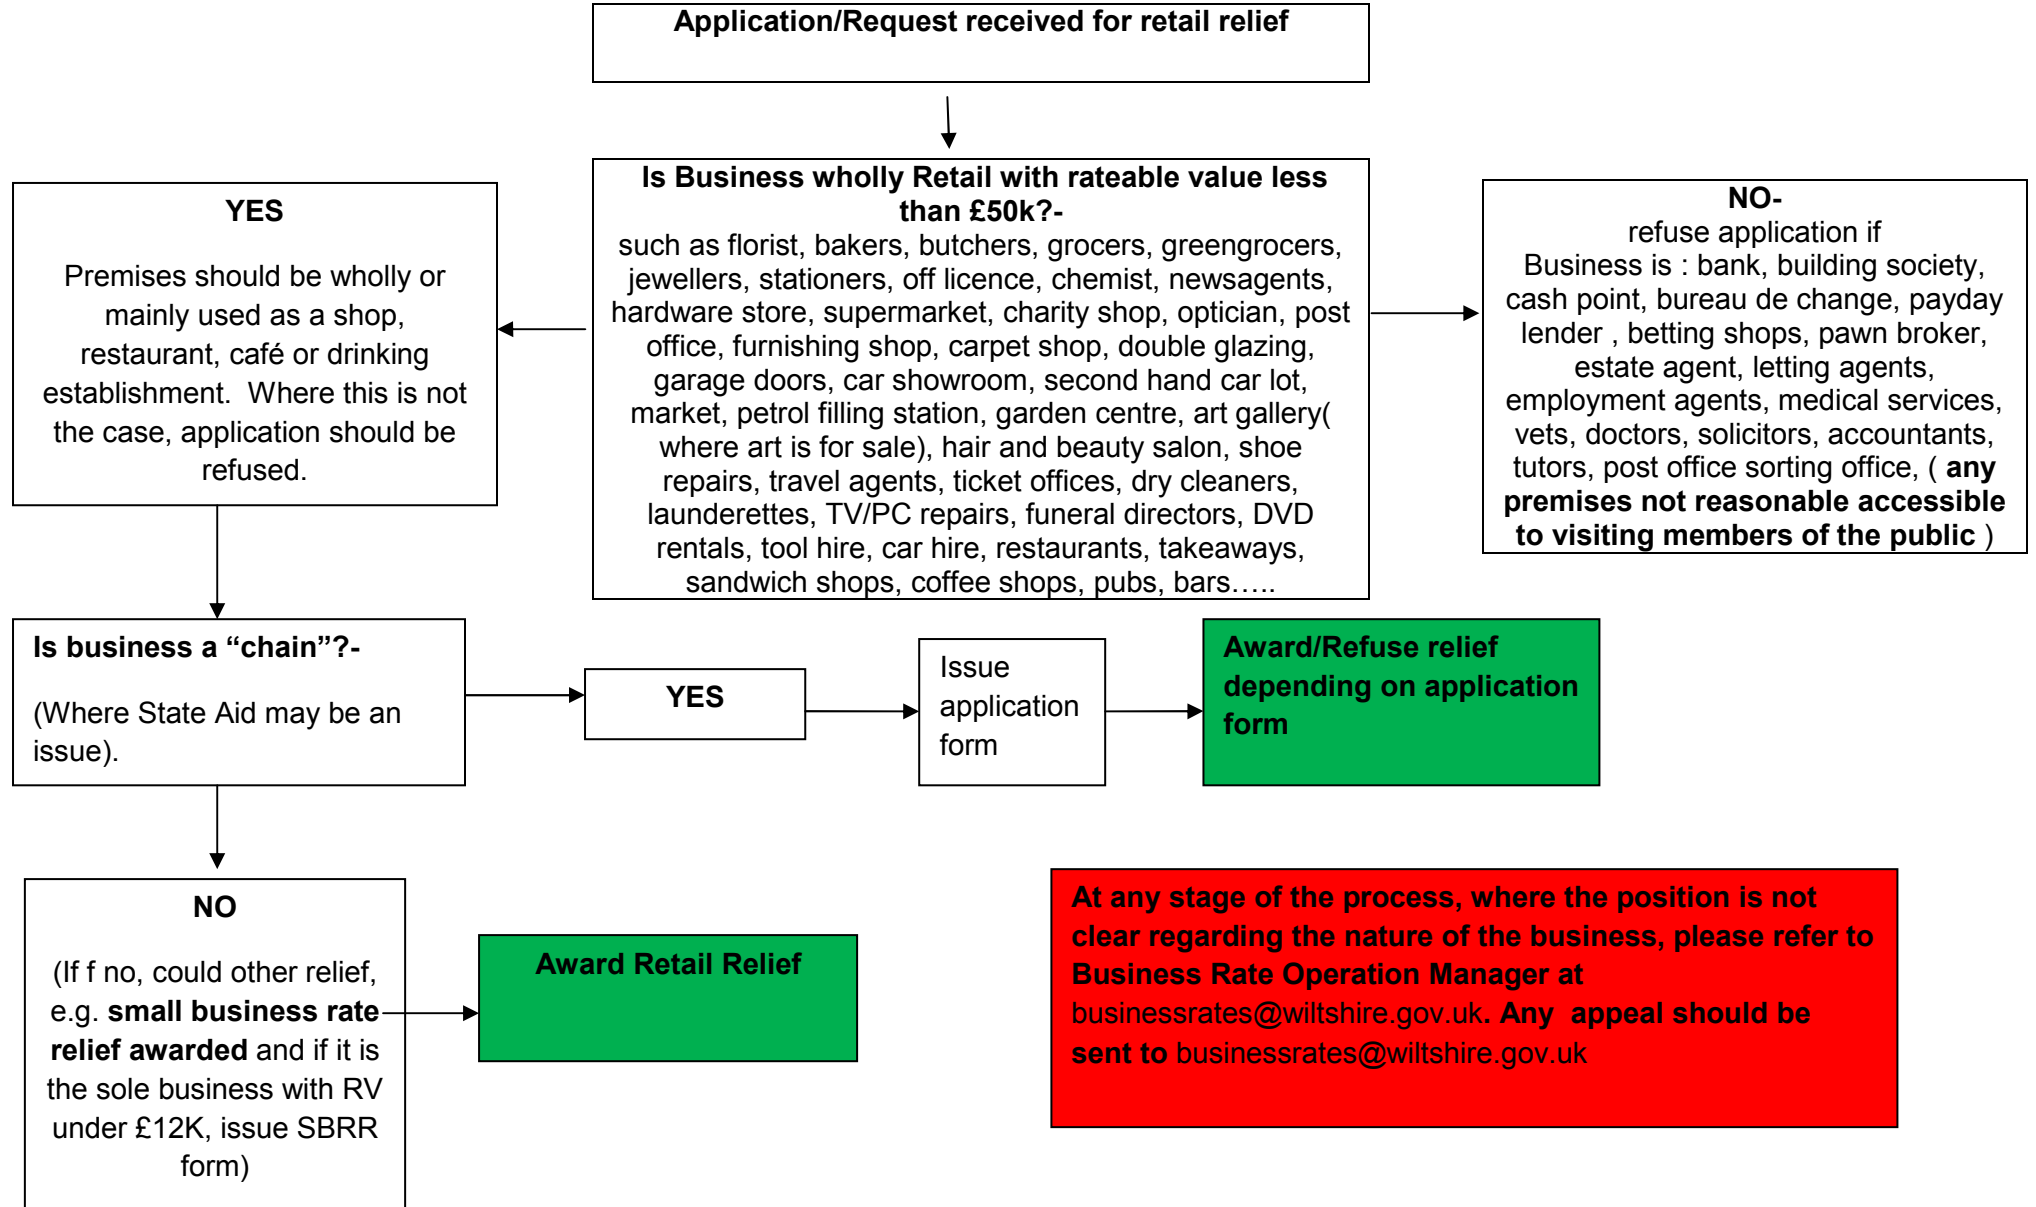 Application/Request received for retail relief
Is Business wholly Retail with rateable value less
than £50k?-
such as florist, bakers, butchers, grocers, greengrocers,
jewellers, stationers, off licence, chemist, newsagents,
hardware store, supermarket, charity shop, optician, post
office, furnishing shop, carpet shop, double glazing,
garage doors, car showroom, second hand car lot,
market, petrol filling station, garden centre, art gallery(
where art is for sale), hair and beauty salon, shoe
repairs, travel agents, ticket offices, dry cleaners,
launderettes, TV/PC repairs, funeral directors, DVD
rentals, tool hire, car hire, restaurants, takeaways,
sandwich shops, coffee shops, pubs, bars…..
YES
Premises should be wholly or
mainly used as a shop,
restaurant, café or drinking
establishment.  Where this is not
the case, application should be
refused.
NO-
refuse application if
Business is : bank, building society,
cash point, bureau de change, payday
lender , betting shops, pawn broker,
estate agent, letting agents,
employment agents, medical services,
vets, doctors, solicitors, accountants,
tutors, post office sorting office, ( any
premises not reasonable accessible
to visiting members of the public )
Is business a “chain”?-
(Where State Aid may be an
issue).
YES
Issue
application
form
Award/Refuse relief
depending on application
form
NO
(If f no, could other relief,
e.g. small business rate
relief awarded and if it is
the sole business with RV
under £12K, issue SBRR
form)
Award Retail Relief
At any stage of the process, where the position is not
clear regarding the nature of the business, please refer to
Business Rate Operation Manager at
businessrates@wiltshire.gov.uk. Any  appeal should be
sent to businessrates@wiltshire.gov.uk